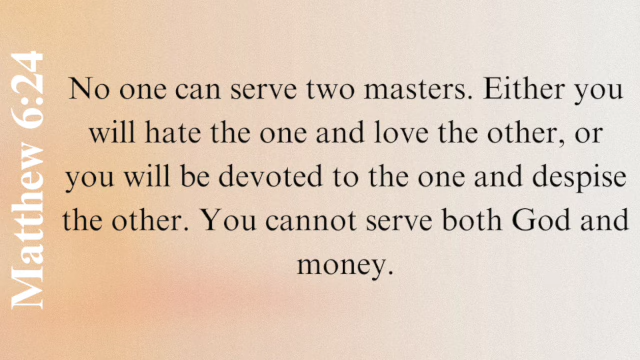 Matthew 6:24
No one can serve two masters. Either you
will hate the one and love the other, or
you will be devoted to the one and despise
the other. You cannot serve both God and
money.